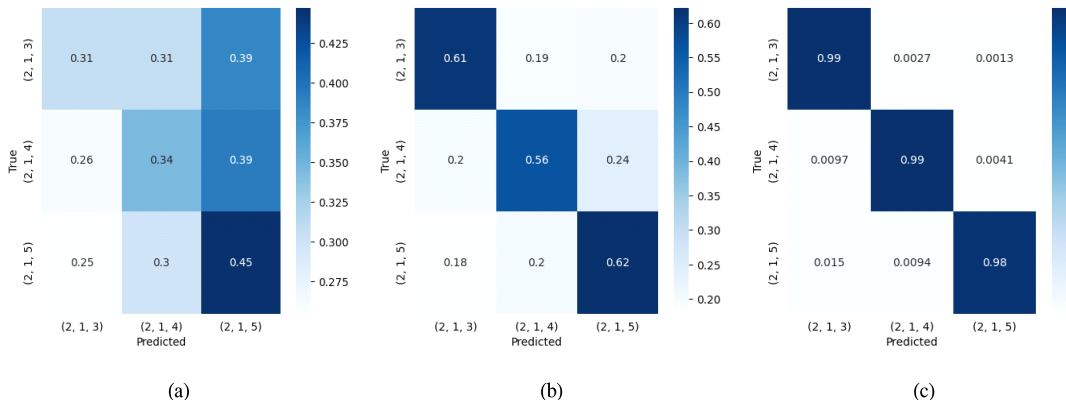 (2, 1, 3) 0.31 0.31 0.39
True
(2, 1, 4) 0.26 0.34 0.39
(2, 1, 5) 0.25 0.3 0.45
(2, 1, 3) (2, 1, 4) (2, 1, 5)
Predicted
0.425
0.400
0.375
0.350
0.325
0.300
0.275
(a)
(2, 1, 3) 0.61 0.19 0.2
True
(2, 1, 4) 0.2 0.56 0.24
(2, 1, 5) 0.18 0.2 0.62
(2, 1, 3) (2, 1, 4) (2, 1, 5)
Predicted
0.60
0.55
0.50
0.45
0.40
0.35
0.30
0.25
0.20
(b)
(2, 1, 3) 0.99 0.0027 0.0013
True
(2, 1, 4) 0.0097 0.99 0.0041
(2, 1, 5) 0.015 0.0094 0.98
(2, 1, 3) (2, 1, 4) (2, 1, 5)
Predicted
(c)